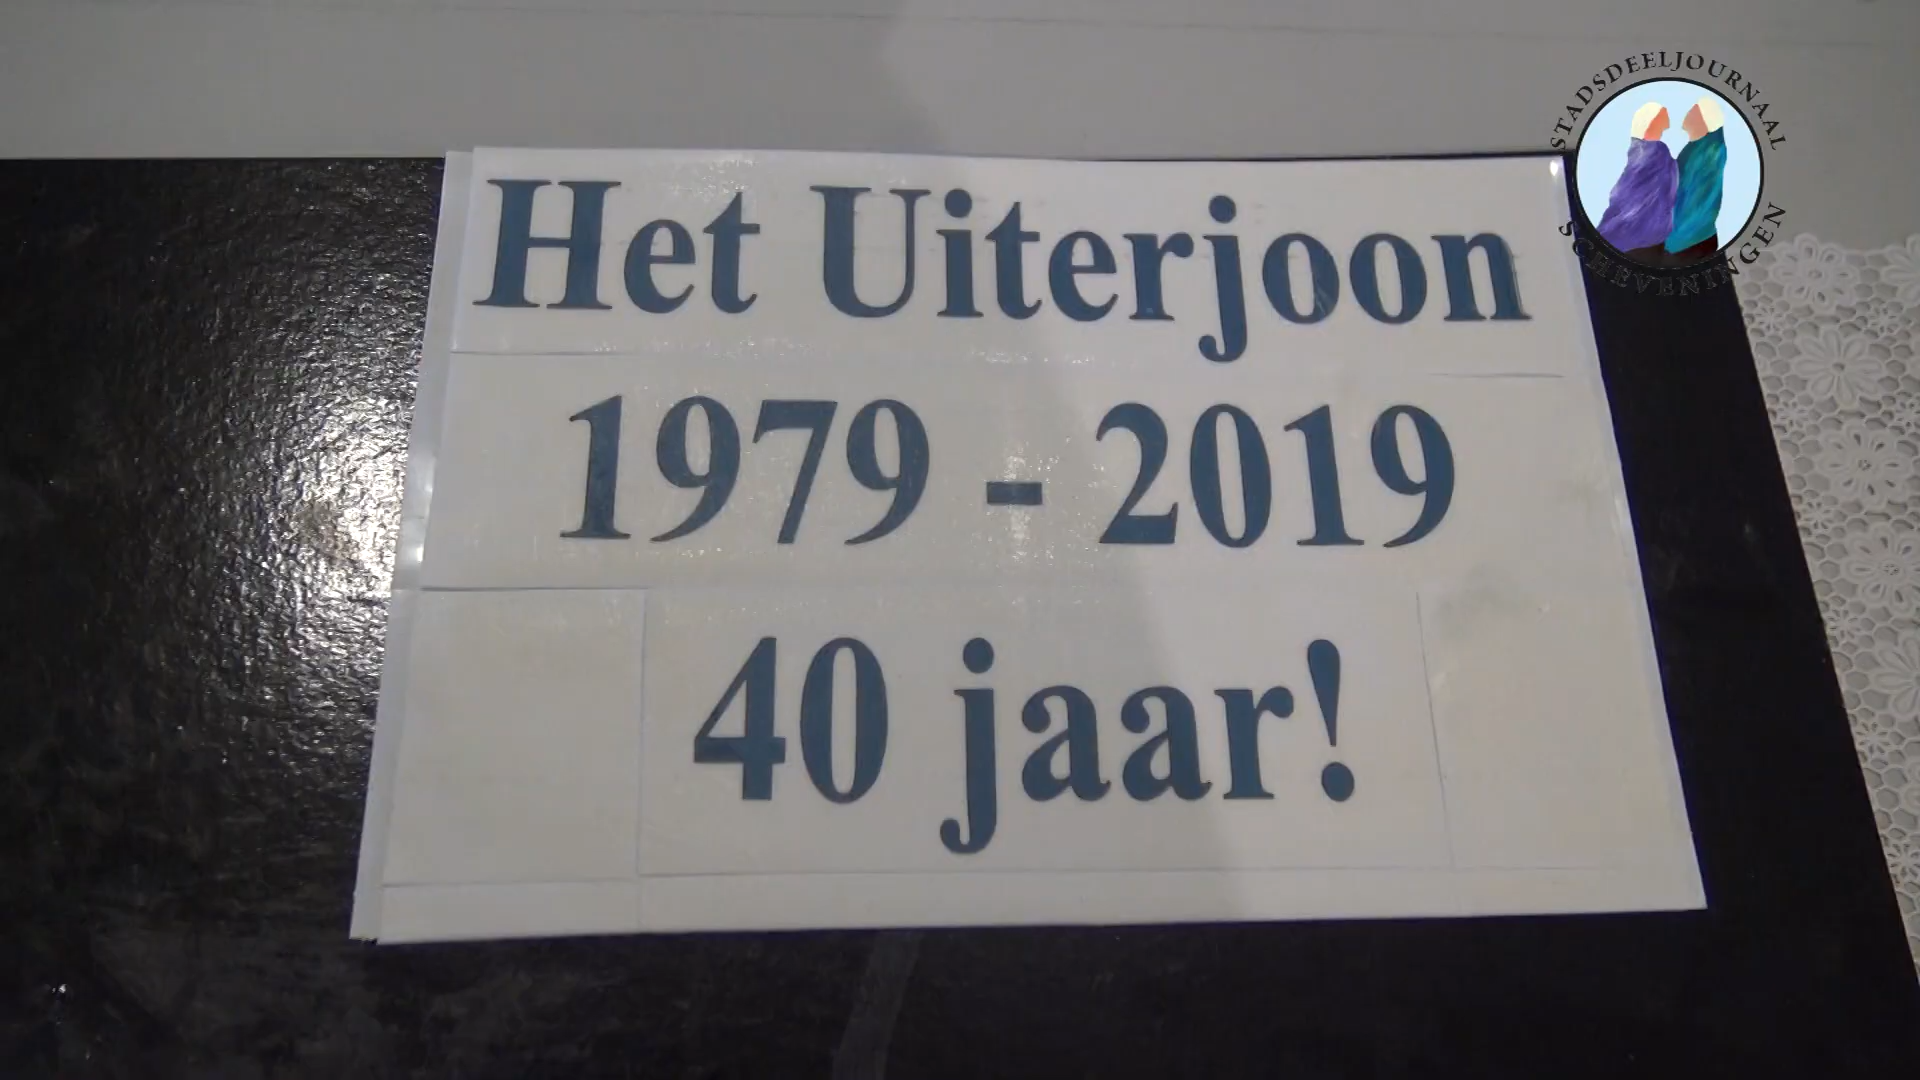 Het Uiterjoon
1979 - 2019
40 jaar!
STADSDEELJOURNAAL
SCHEVENINGEN